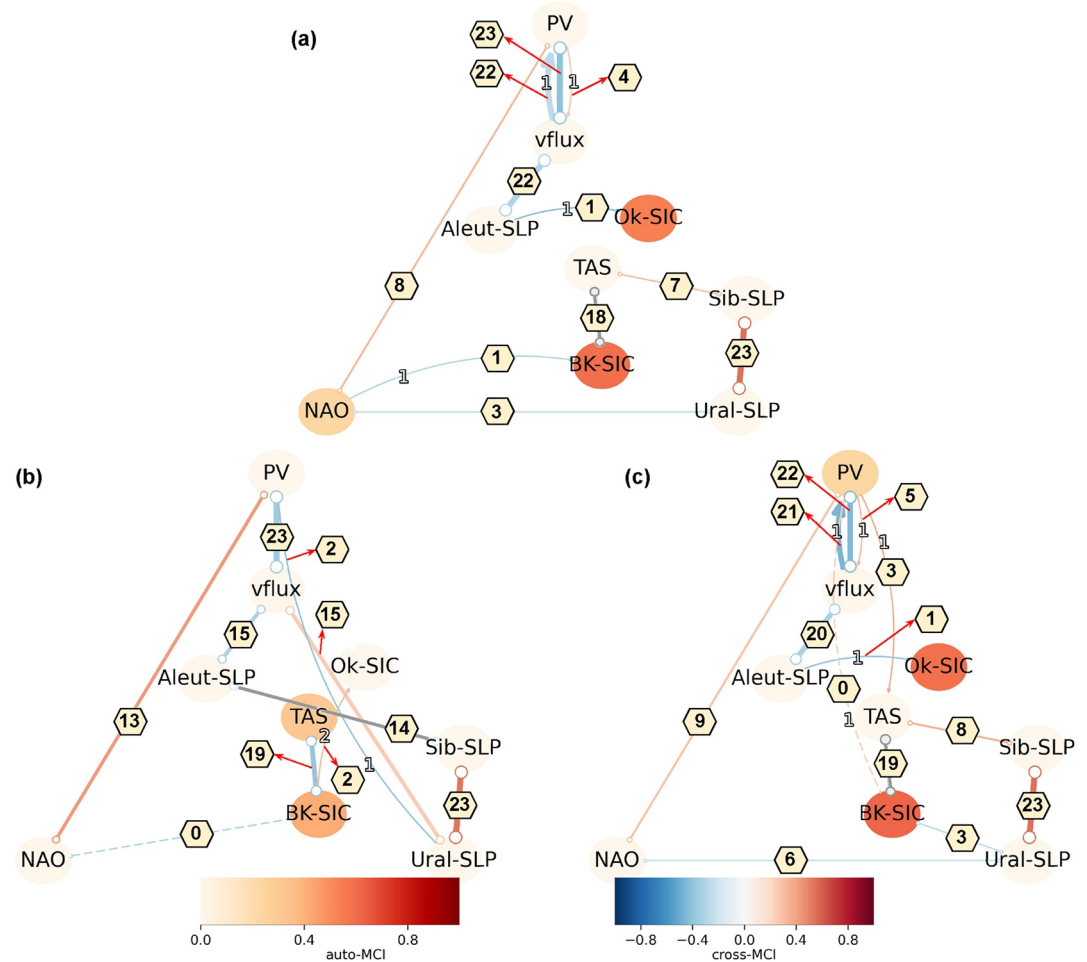 (a)
PV
23
22
1
1
4
vflux
22
Aleut-SLP
1
1
Ok-SIC
TAS
7
Sib-SLP
8
18
23
1
1
BK-SIC
NAO
3
Ural-SLP
(b)
PV
23
2
vflux
15
15
Aleut-SLP
Ok-SIC
13
TAS
2
14
Sib-SLP
19
2
1
BK-SIC
23
0
NAO
Ural-SLP
0.0
0.4
0.8
auto-MCI
(c)
PV
22
21
5
1
1
1
3
vflux
20
1
1
Aleut-SLP
Ok-SIC
0
9
1
TAS
8
Sib-SLP
19
BK-SIC
23
3
NAO
6
Ural-SLP
−0.8
−0.4
0.0
0.4
0.8
cross-MCI